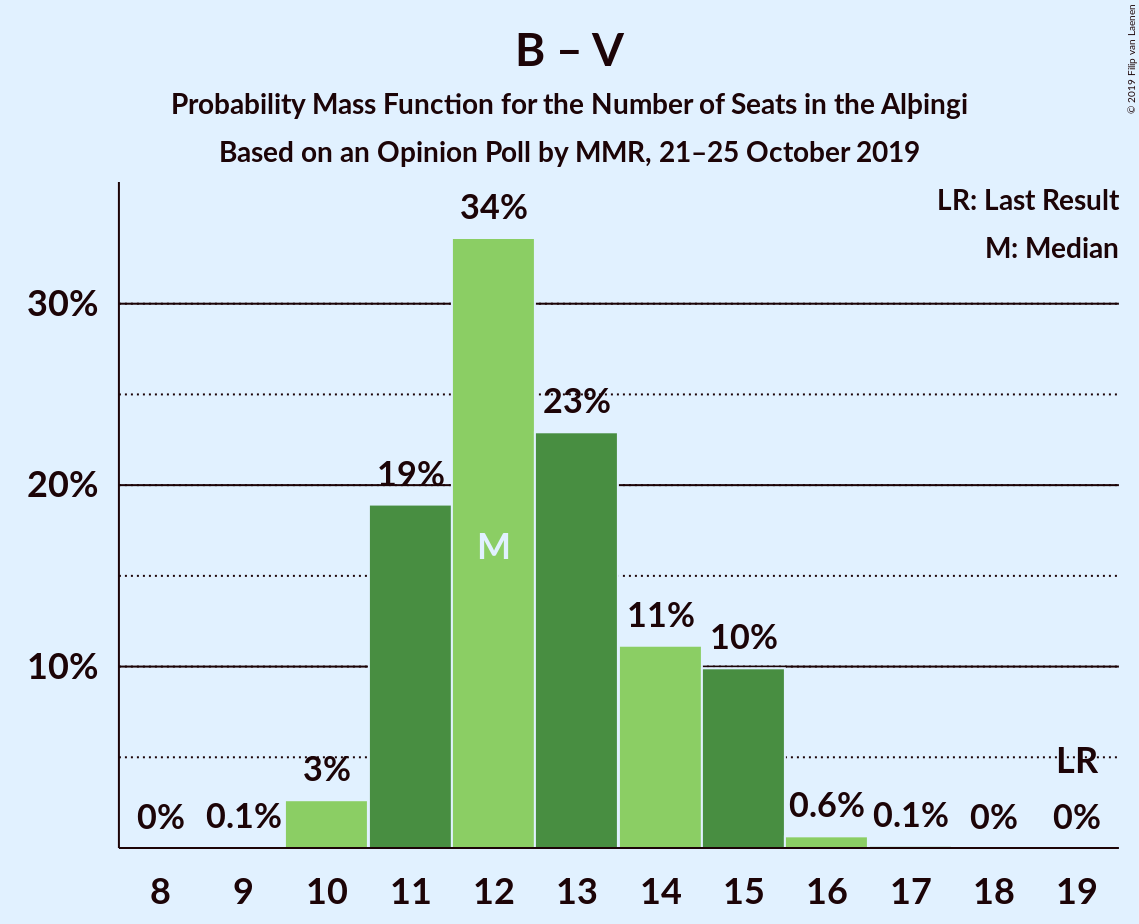 B – V
Probability Mass Function for the Number of Seats in the Alþingi
Based on an Opinion Poll by MMR, 21–25 October 2019
© 2019 Filip van Laenen
LR: Last Result
M: Median
30%
20%
10%
0%
0.1%
3%
19%
34%
M
23%
11%
10%
0.6%
0.1%
0%
LR
0%
8 9 10 11 12 13 14 15 16 17 18 19